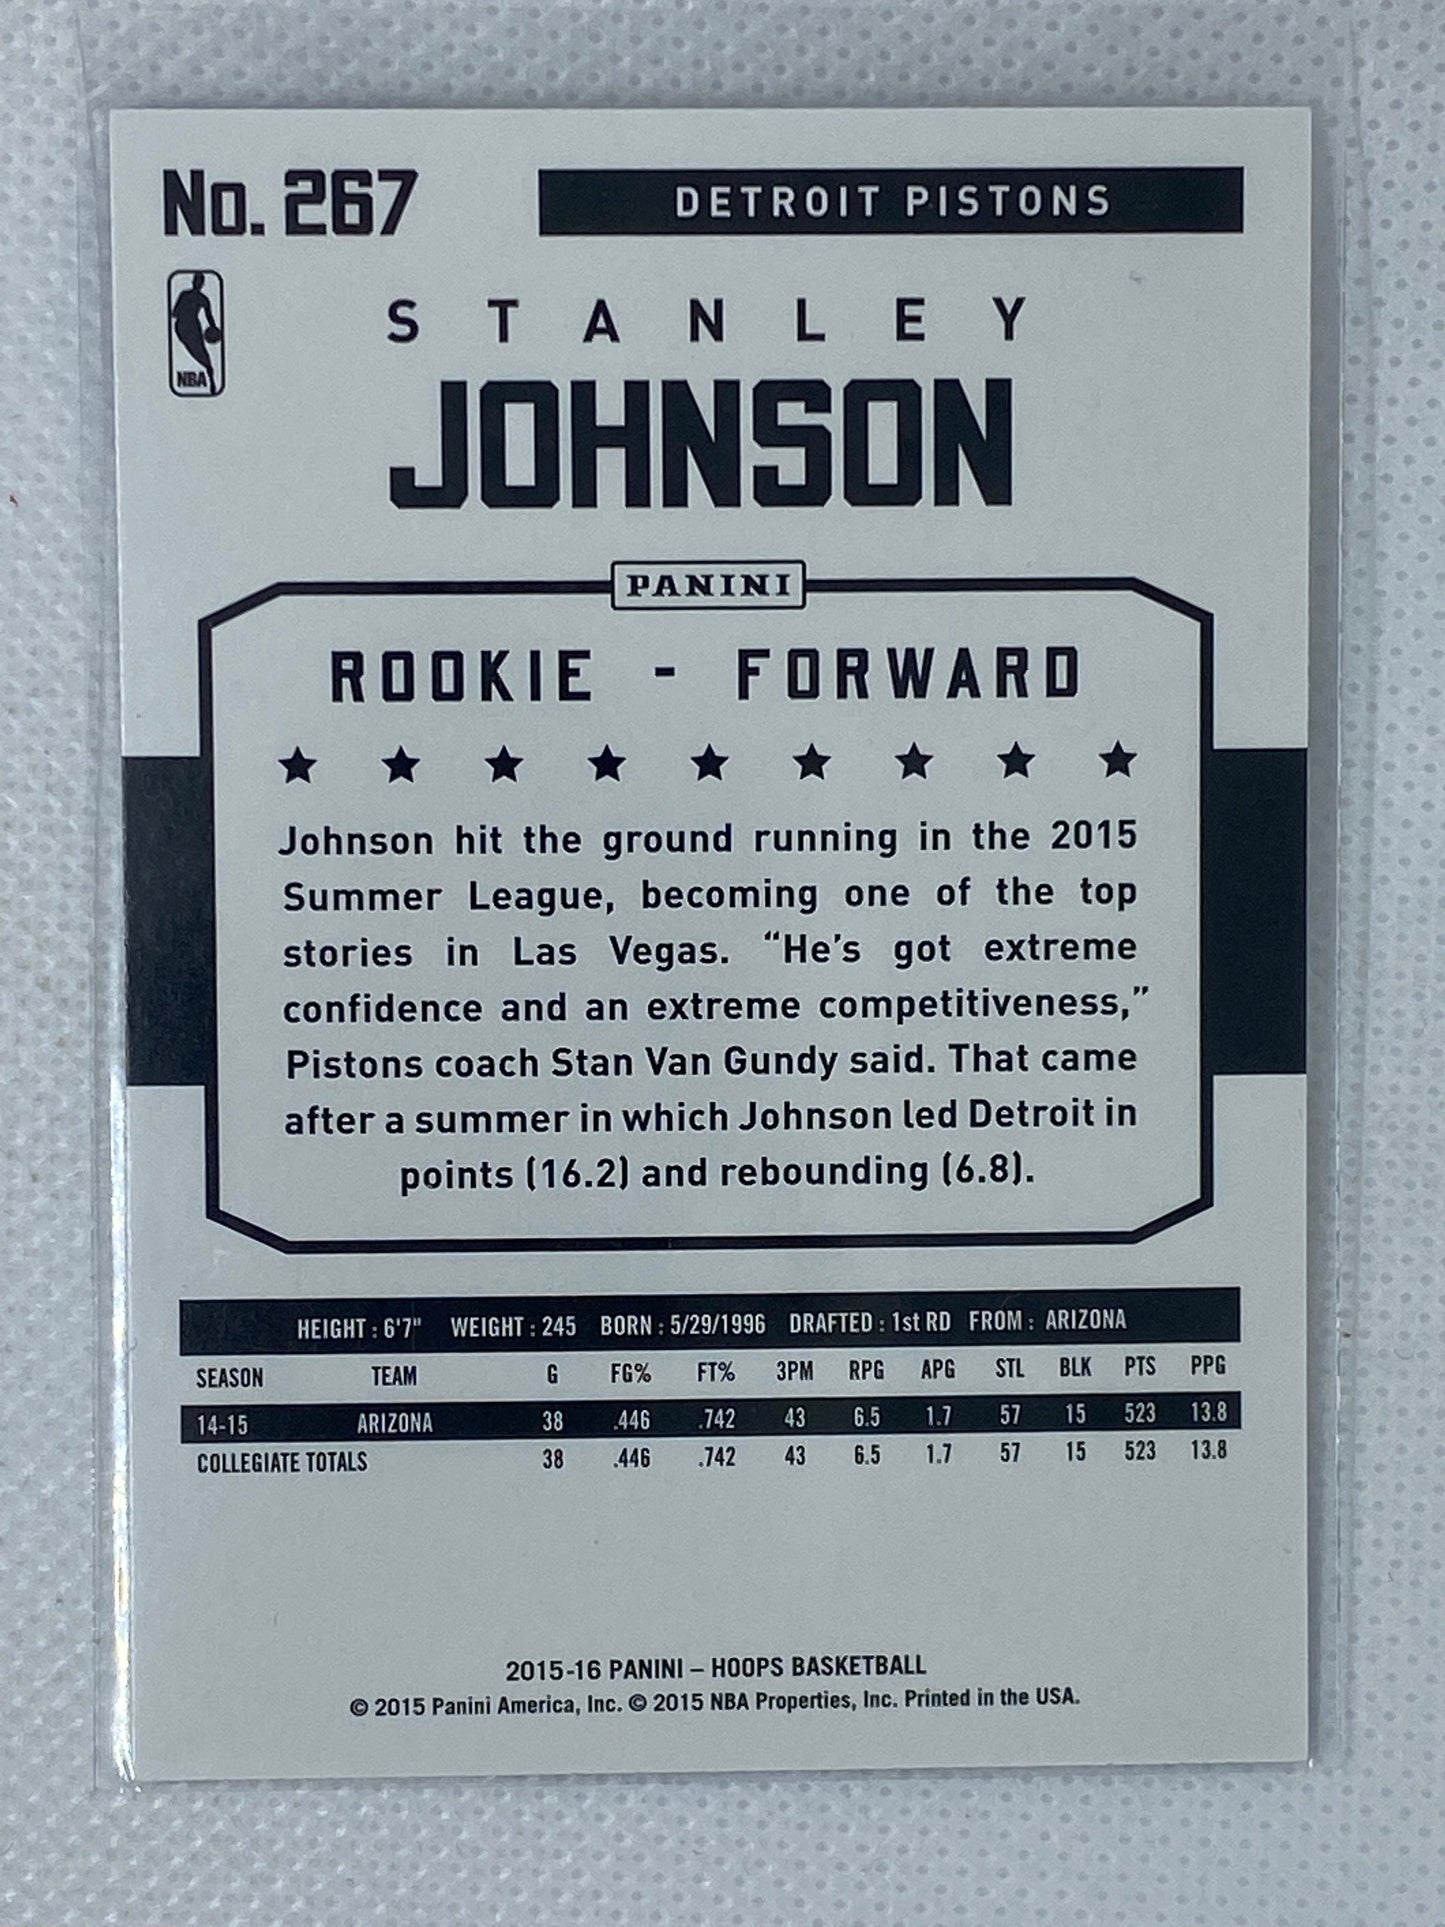 No. 267
DETROIT PISTONS
NBA
STANLEY
JOHNSON
PANINI
ROOKIE - FORWARD
Johnson hit the ground running in the 2015
Summer League, becoming one of the top
stories in Las Vegas. “He’s got extreme
confidence and an extreme competitiveness,”
Pistons coach Stan Van Gundy said. That came
after a summer in which Johnson led Detroit in
points (16.2) and rebounding (6.8).
HEIGHT : 6'7" WEIGHT : 245 BORN : 5/29/1996 DRAFTED : 1st RD FROM : ARIZONA
SEASON TEAM G FG% FT% 3PM RPG APG STL BLK PTS PPG
14-15 ARIZONA 38 .446 .742 43 6.5 1.7 57 15 523 13.8
COLLEGIATE TOTALS 38 .446 .742 43 6.5 1.7 57 15 523 13.8
2015-16 PANINI – HOOPS BASKETBALL
© 2015 Panini America, Inc. © 2015 NBA Properties, Inc. Printed in the USA.